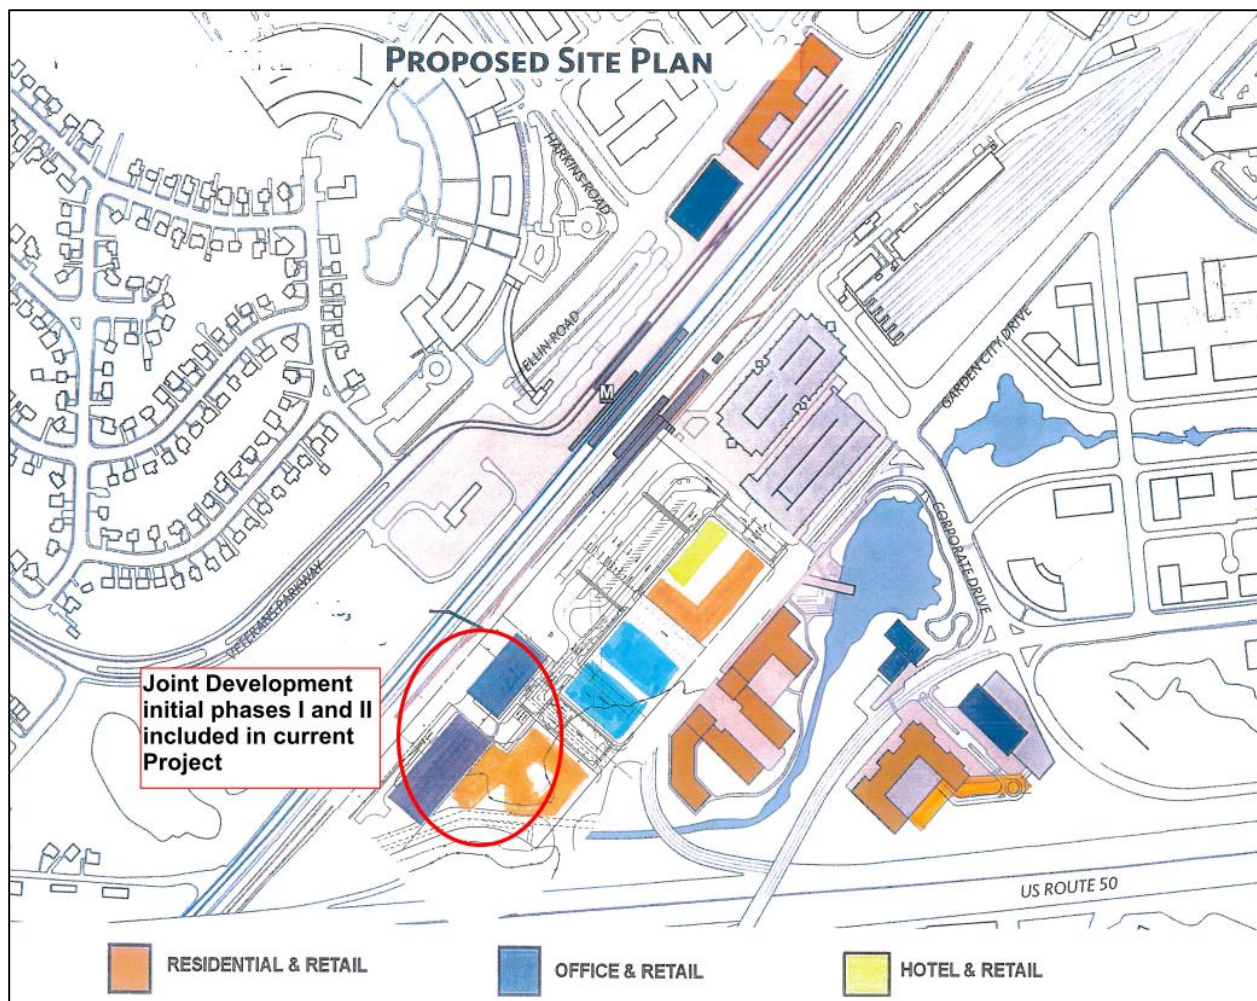 PROPOSED SITE PLAN
HARKINS ROAD
ELLIN ROAD
M
GARDEN CITY DRIVE
CORPORATE DRIVE
VETERANS PARKWAY
Joint Development
initial phases I and II
included in current
Project
US ROUTE 50
RESIDENTIAL & RETAIL
OFFICE & RETAIL
HOTEL & RETAIL